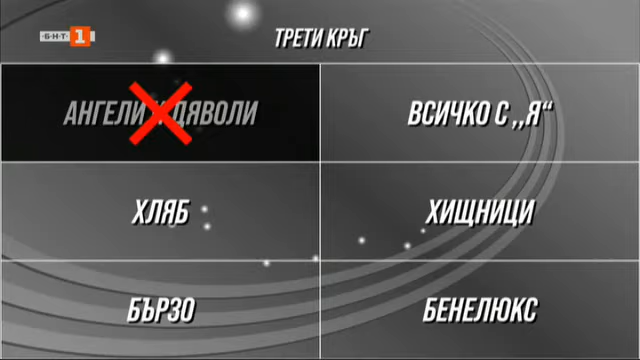 БНТ 1
ТРЕТИ КРЪГ
АНГЕЛИ И ДЯВОЛИ
ВСИЧКО С „Я“
ХЛЯБ
ХИЩНИЦИ
БЪРЗО
БЕНЕЛЮКС